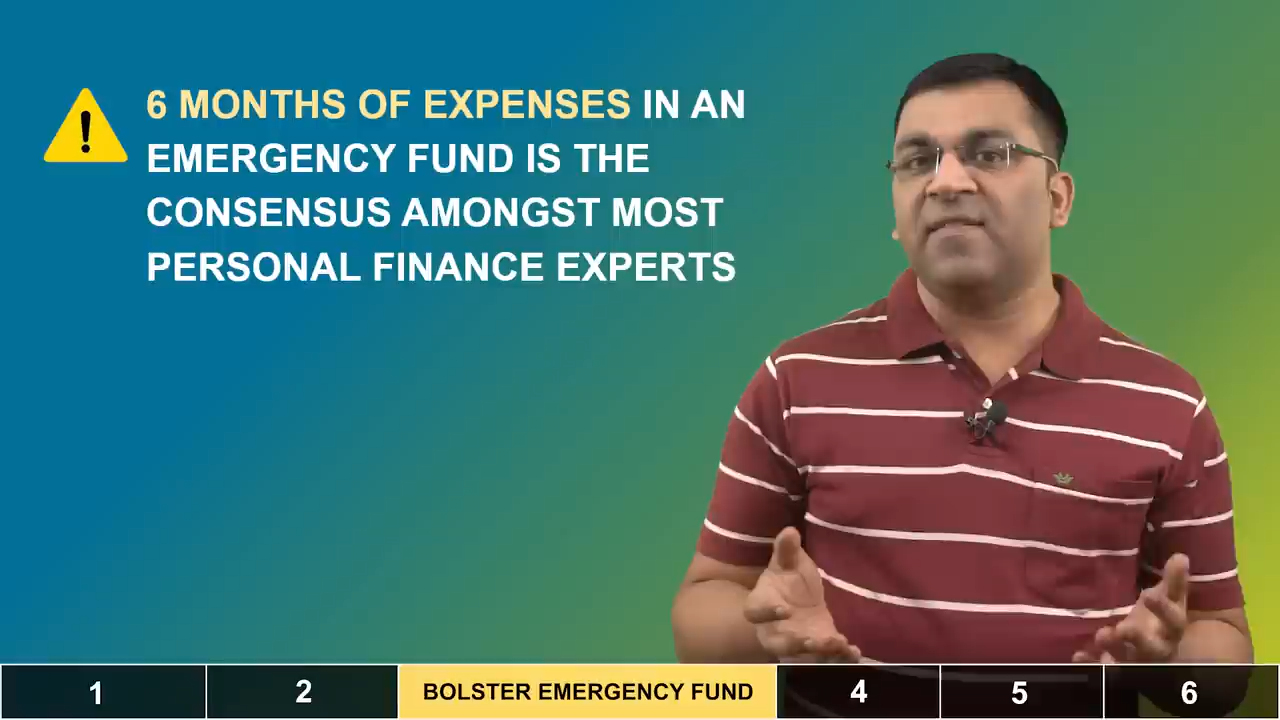 6 MONTHS OF EXPENSES IN AN
EMERGENCY FUND IS THE
CONSENSUS AMONGST MOST
PERSONAL FINANCE EXPERTS
1
2
BOLSTER EMERGENCY FUND
4
5
6